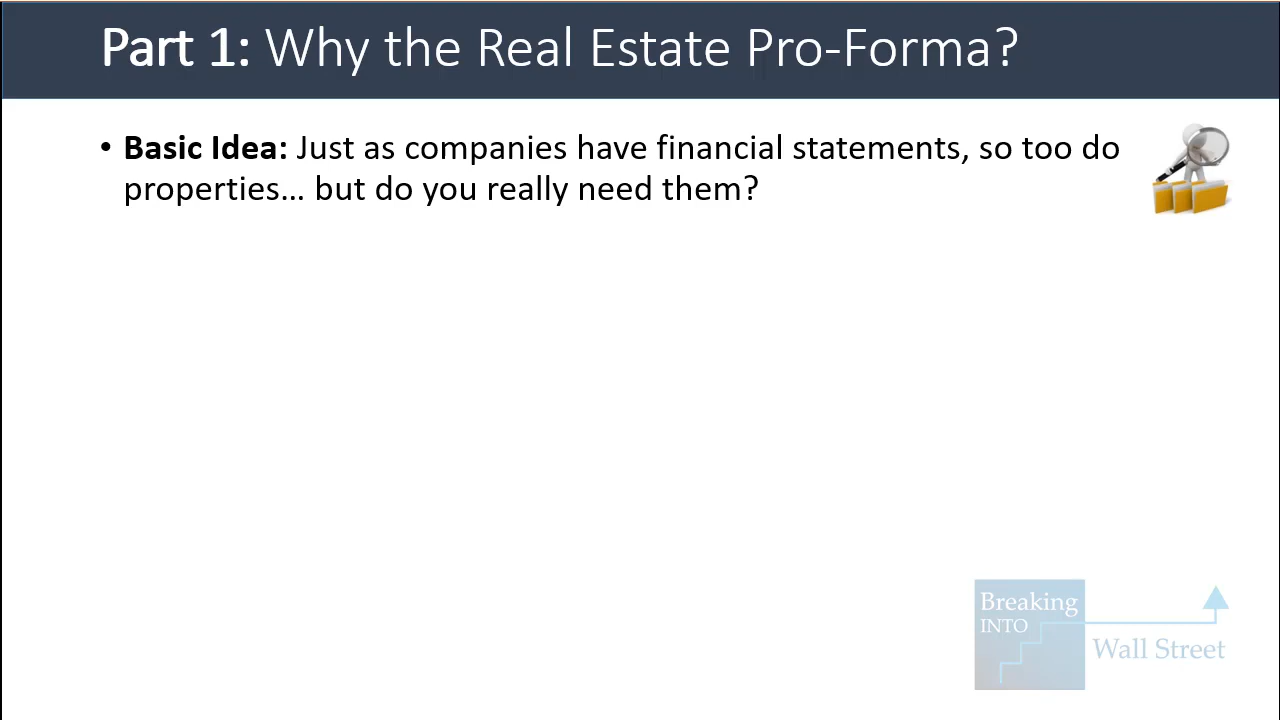 Part 1: Why the Real Estate Pro-Forma?
• Basic Idea: Just as companies have financial statements, so too do
properties… but do you really need them?
Breaking
INTO
Wall Street